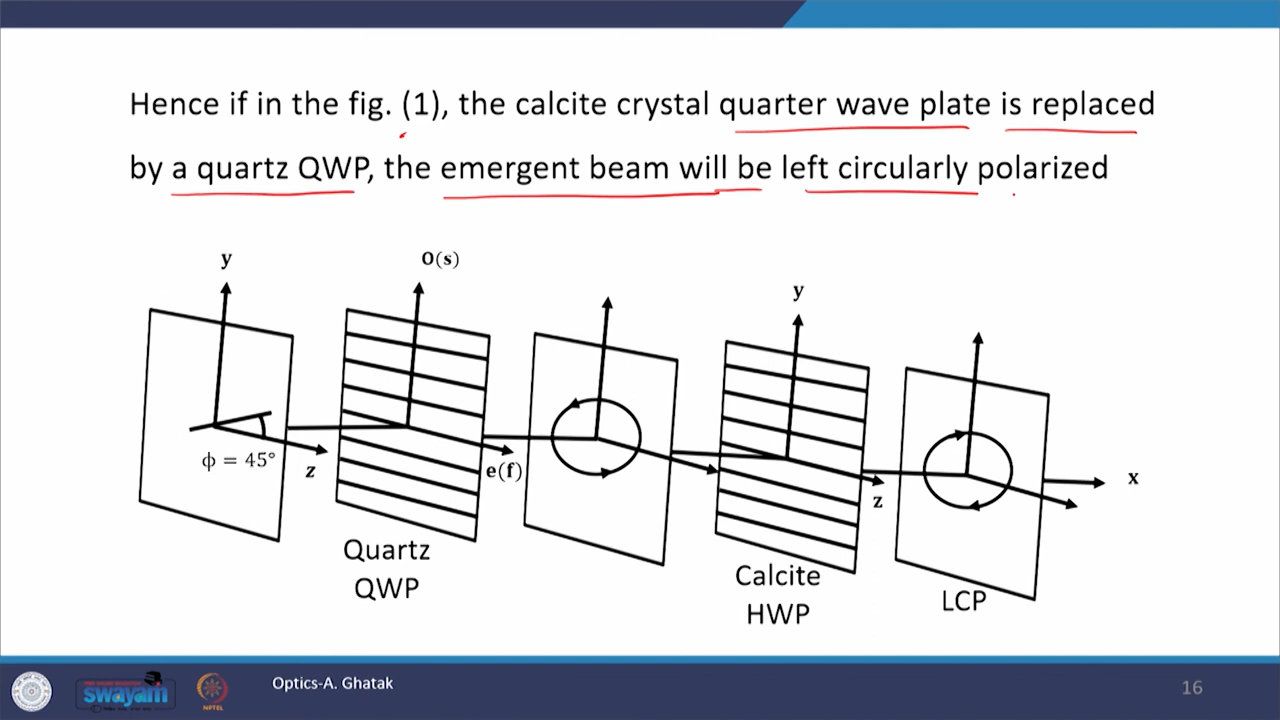 Hence if in the fig. (1), the calcite crystal quarter wave plate is replaced
by a quartz QWP, the emergent beam will be left circularly polarized
y
O(s)
y
ϕ = 45°
z
e(f)
z
x
Quartz
QWP
Calcite
HWP
LCP
swayam
NPTEL
Optics-A. Ghatak
16